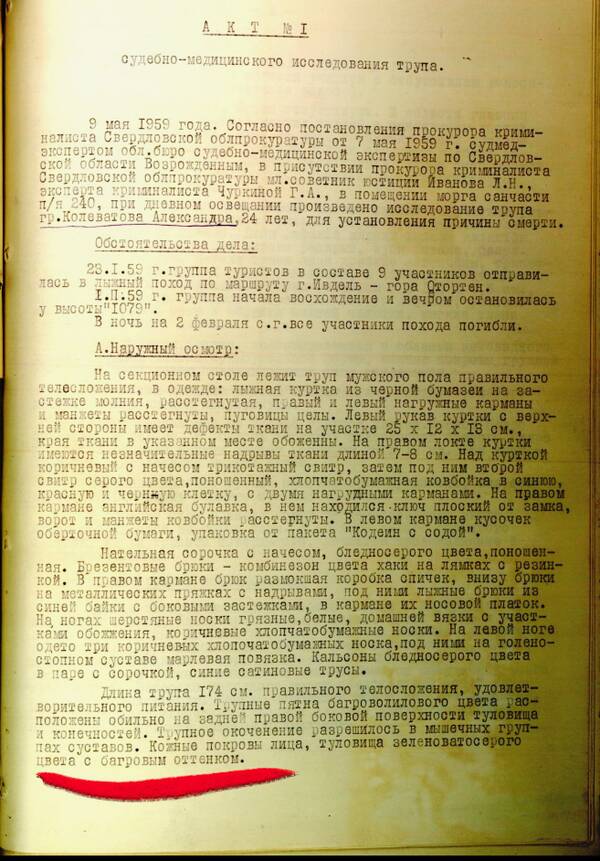 А К Т №I
судебно-медицинского исследования трупа.
9 мая 1959 года. Согласно постановления прокурора крими-
налиста Свердловской облпрокуратуры от 7 мая 1959 г. судмед-
экспертом обл.бюро судебно-медицинской экспертизы по Свердлов-
ской области Возрожденным, в присутствии прокурора криминалиста
Свердловской облпрокуратуры мл.советник юстиции Иванова Л.Н.,
эксперта криминалиста Чуркиной Г.А., в помещении морга санчасти
п/я 240, при дневном освещении произведено исследование трупа
гр.Колеватова Александра,24 лет, для установления причины смерти.
Обстоятельства дела:
23.I.59 г.группа туристов в составе 9 участников отправи-
лась в лыжный поход по маршруту г.Ивдель - гора Отортен.
I.П.59 г. группа начала восхождение и вечером остановилась
у высоты"I079".
В ночь на 2 февраля с.г.все участники похода погибли.
А.Наружный осмотр:
На секционном столе лежит труп мужского пола правильного
телесложения, в одежде: лыжная куртка из черной бумазеи на за-
стежке молния, расстегнутая, правый и левый нагружные карманы
и манжеты расстегнуты, пуговицы целы. Левый рукав куртки с верх-
ней стороны имеет дефекты ткани на участке 25 х I2 х I3 см.,
края ткани в указанном месте обоженны. На правом локте куртки
имеются незначительные надрывы ткани длиной 7-8 см. Над курткой
коричневый с начесом трикотажный свитр, затем под ним второй
свитр серого цвета,поношенный, хлопчатобумажная ковбойка в синюю,
красную и черную клетку, с двумя нагрудными карманами. На правом
кармане английская булавка, в нем находился ключ плоский от замка,
ворот и манжеты ковбойки расстегнуты. В левом кармане кусочек
оберточной бумаги, упаковка от пакета "Кодеин с содой".
Нательная сорочка с начесом, бледносерого цвета,поношен-
ная. Брезентовые брюки - комбинезон цвета хаки на лямках с резин-
кой. В правом кармане брюк размокшая коробка спичек, внизу брюки
на металлических пряжках с надрывами, под ними лыжные брюки из
синей байки с боковыми застежками, в кармане их носовой платок.
На ногах шерстяные носки грязные,белые, домашней вязки с участ-
ками обожжения, коричневые хлопчатобумажные носки. На левой ноге
одето три коричневых хлопочатобумажных носка,под ними на голено-
стопном суставе марлевая повязка. Кальсоны бледносерого цвета
в паре с сорочкой, синие сатиновые трусы.
Длина трупа I74 см. правильного телосложения, удовлет-
ворительного питания. Трупные пятна багроволилового цвета рас-
положены обильно на задней правой боковой поверхности туловища
и конечностей. Трупное окоченение разрешилось в мышечных груп-
пах суставов. Кожные покровы лица, туловища зеленоватосерого
цвета с багровым оттенком.